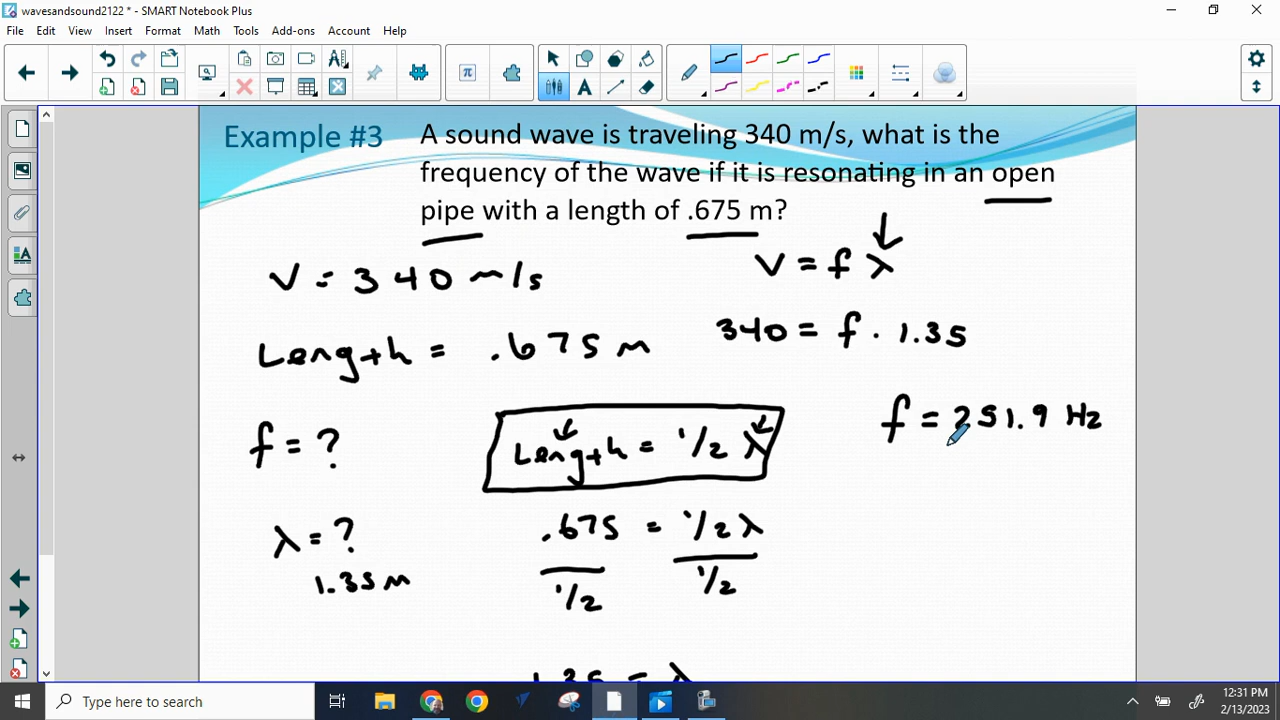 wavesandsound2122 * - SMART Notebook Plus
File Edit View Insert Format Math Tools Add-ons Account Help
Example #3
A sound wave is traveling 340 m/s, what is the
frequency of the wave if it is resonating in an open
pipe with a length of .675 m?
V = 340 m/s
V = f λ
Length = .675 m
340 = f · 1.35
f = ?
Length = 1/2 λ
f = 251.9 Hz
λ = ?
1.35 m
.675 = 1/2 λ
1/2 1/2
1.35 = λ
Type here to search
12:31 PM
2/13/2023